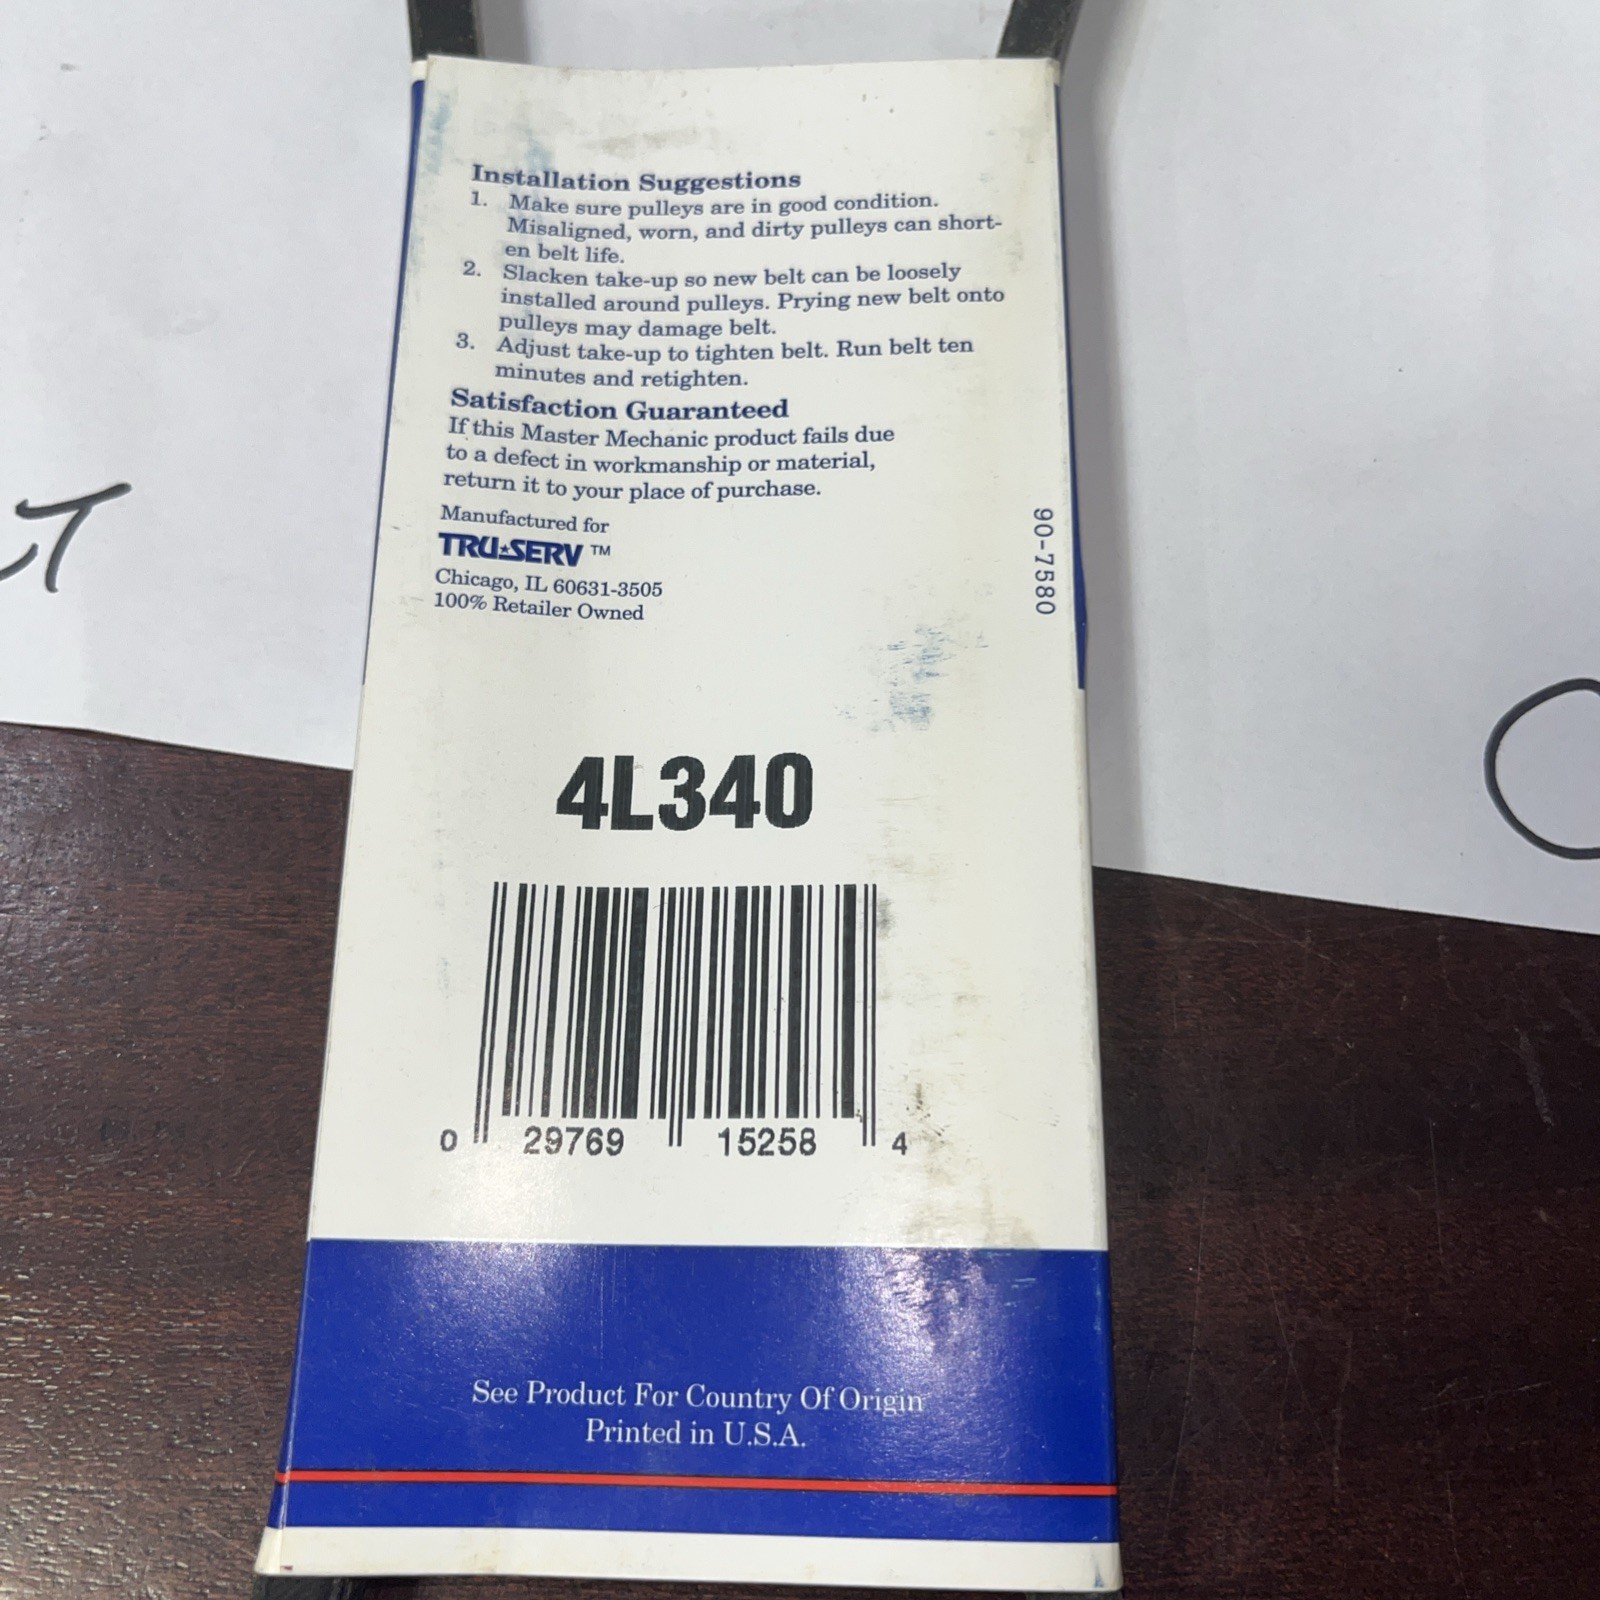 Installation Suggestions
1. Make sure pulleys are in good condition.
Misaligned, worn, and dirty pulleys can short-
en belt life.
2. Slacken take-up so new belt can be loosely
installed around pulleys. Prying new belt onto
pulleys may damage belt.
3. Adjust take-up to tighten belt. Run belt ten
minutes and retighten.
Satisfaction Guaranteed
If this Master Mechanic product fails due
to a defect in workmanship or material,
return it to your place of purchase.
Manufactured for
TRU★SERV ™
Chicago, IL 60631-3505
100% Retailer Owned
90-7580
4L340
0 29769 15258 4
See Product For Country Of Origin
Printed in U.S.A.